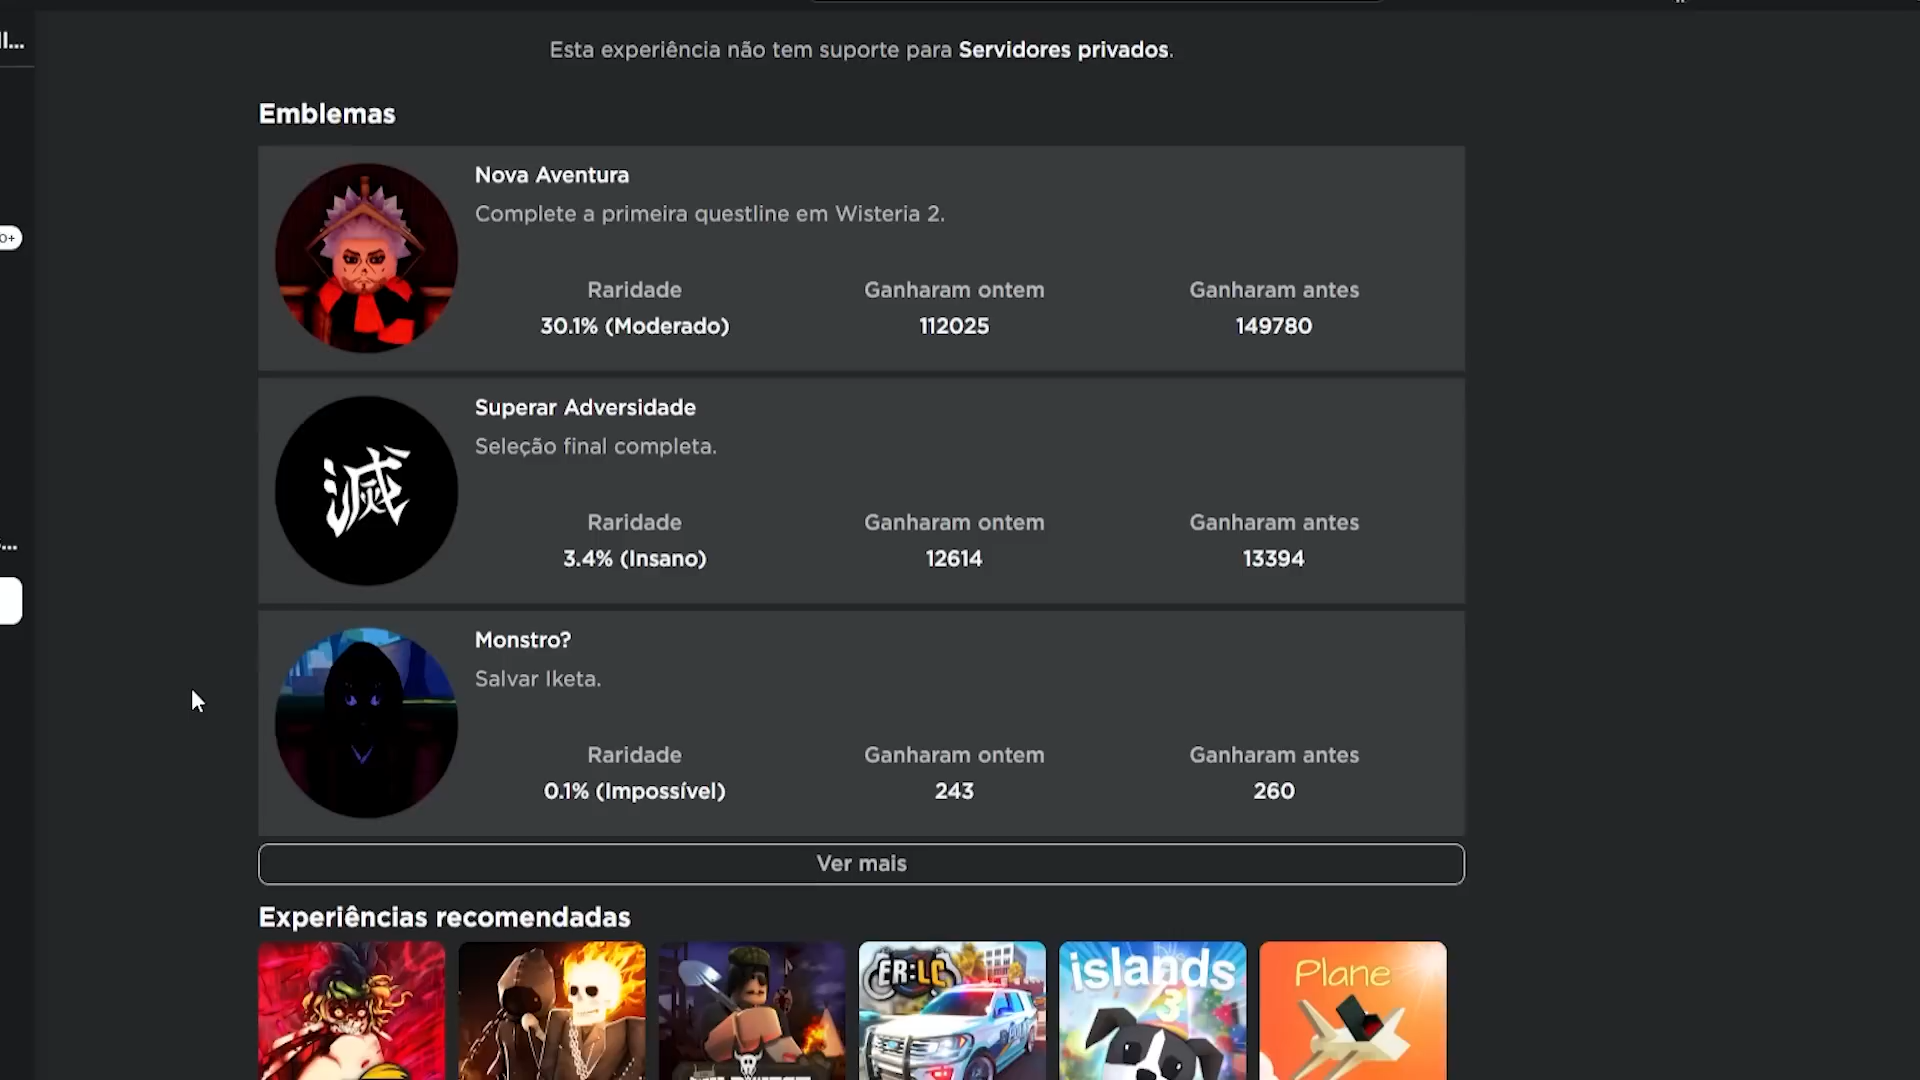 Esta experiência não tem suporte para Servidores privados.
Emblemas
Nova Aventura
Complete a primeira questline em Wisteria 2.
Raridade Ganharam ontem Ganharam antes
30.1% (Moderado) 112025 149780
滅
Superar Adversidade
Seleção final completa.
Raridade Ganharam ontem Ganharam antes
3.4% (Insano) 12614 13394
Monstro?
Salvar Iketa.
Raridade Ganharam ontem Ganharam antes
0.1% (Impossível) 243 260
Ver mais
Experiências recomendadas
ER:LC
islands
3
Plane